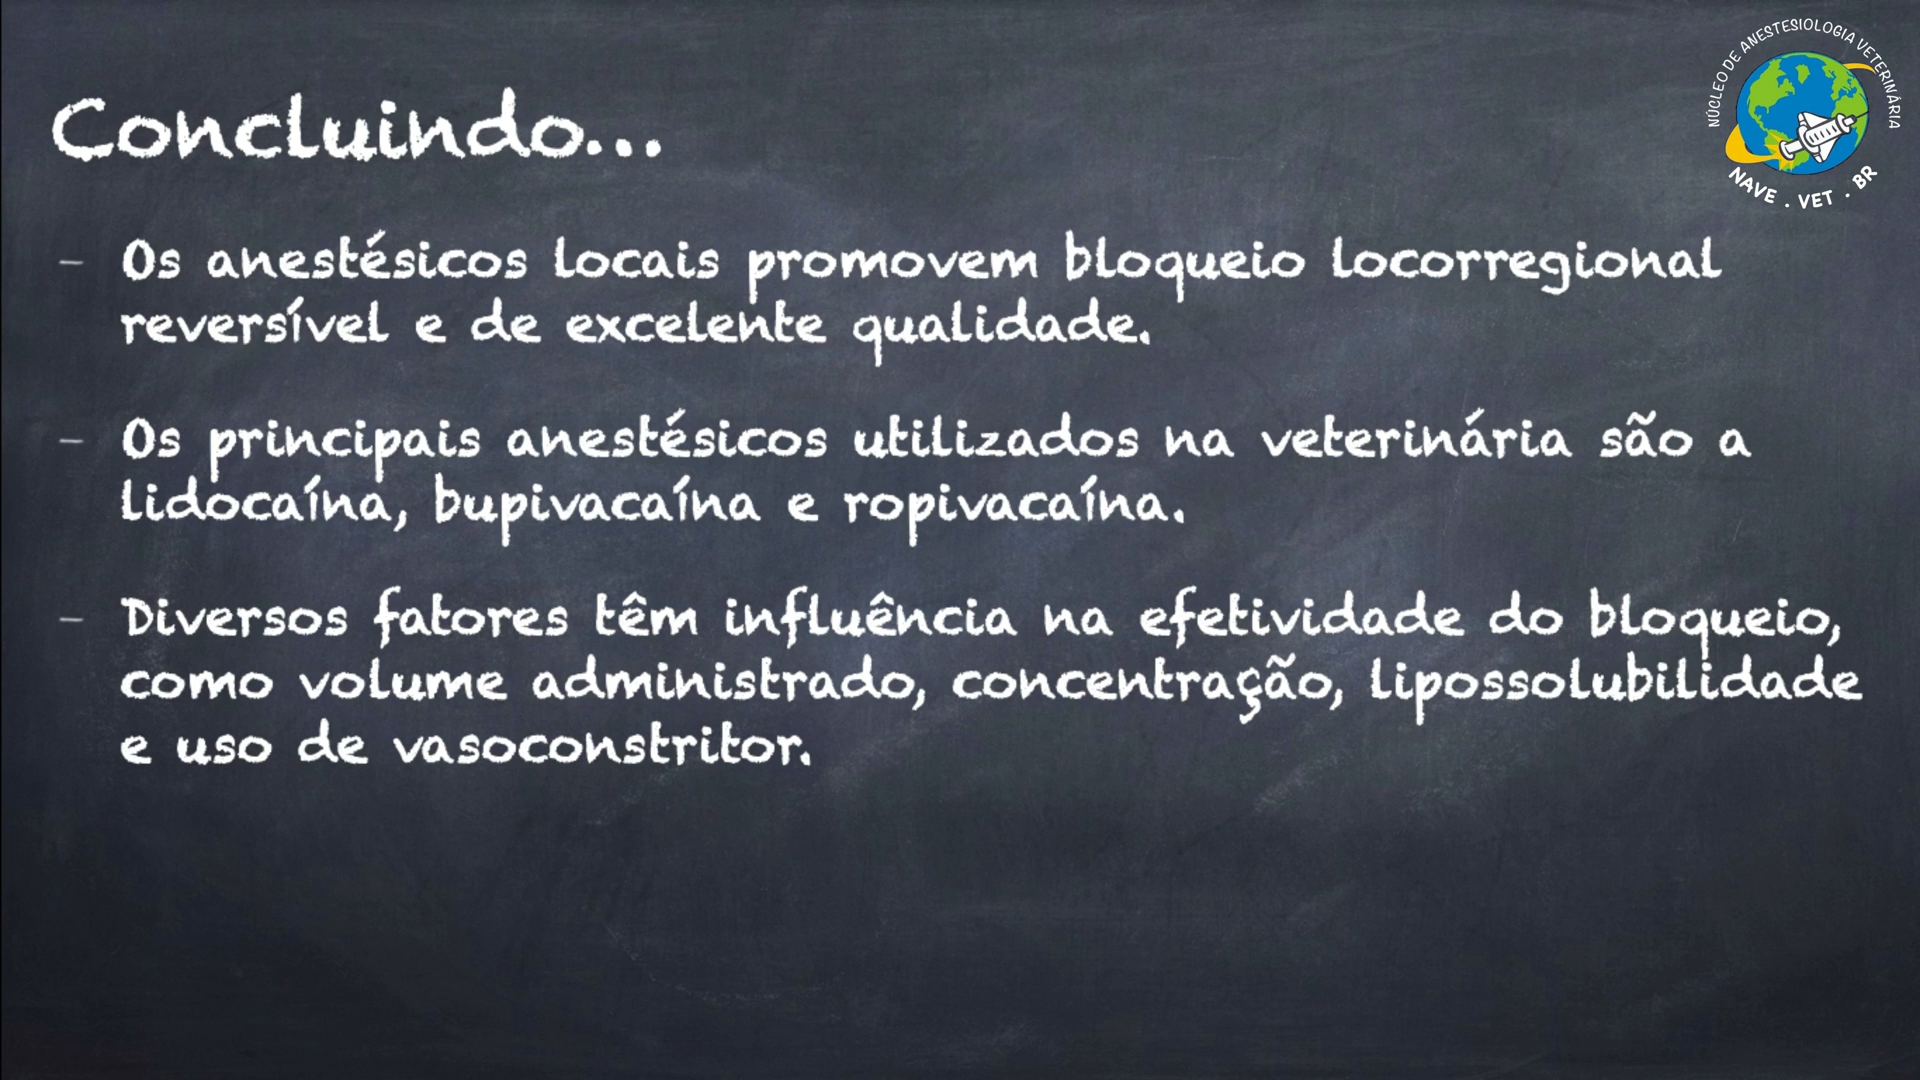 NÚCLEO DE ANESTESIOLOGIA VETERINÁRIA
NAVE . VET . BR
Concluindo...
- Os anestésicos locais promovem bloqueio locorregional
reversível e de excelente qualidade.
- Os principais anestésicos utilizados na veterinária são a
lidocaína, bupivacaína e ropivacaína.
- Diversos fatores têm influência na efetividade do bloqueio,
como volume administrado, concentração, lipossolubilidade
e uso de vasoconstritor.